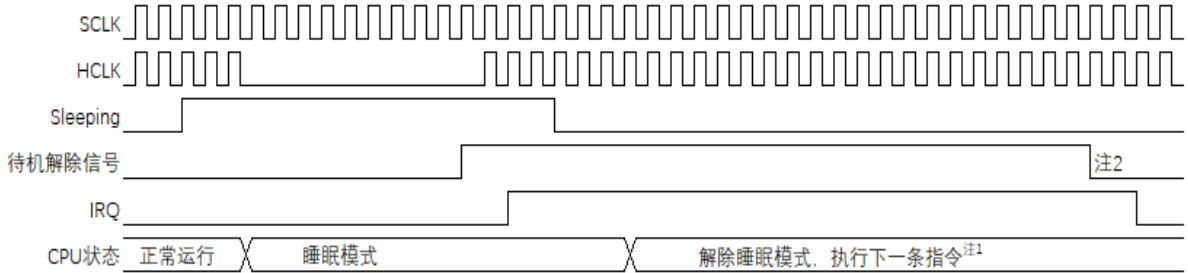 SCLK
HCLK
Sleeping
待机解除信号 注2
IRQ
CPU状态 正常运行 睡眠模式 解除睡眠模式，执行下一条指令注1